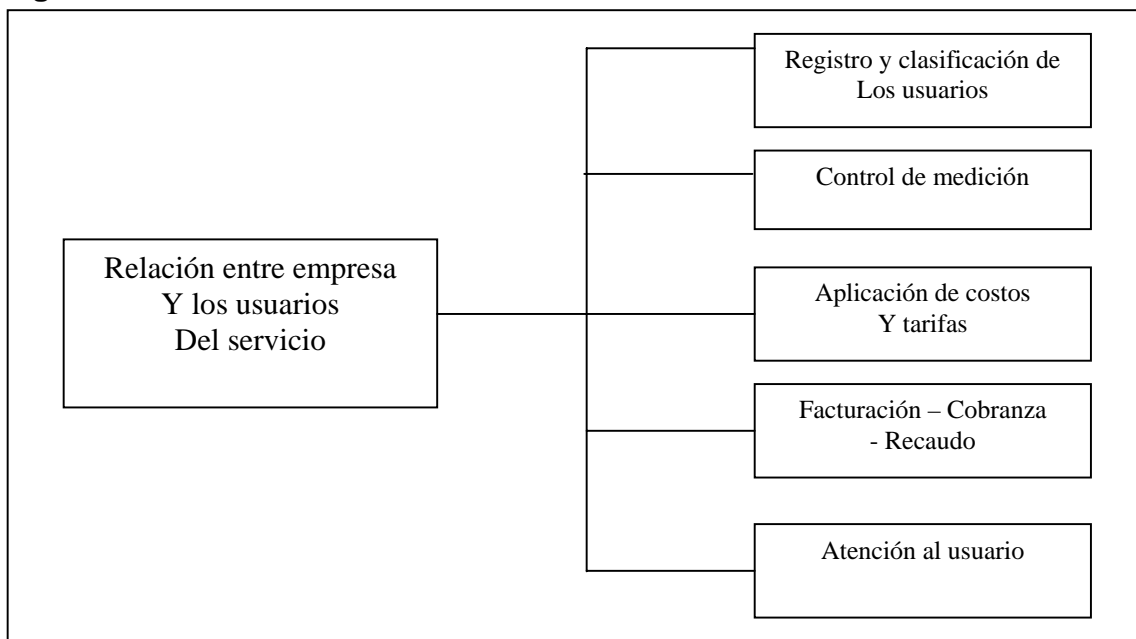 Relación entre empresa
Y los usuarios
Del servicio
Registro y clasificación de
Los usuarios
Control de medición
Aplicación de costos
Y tarifas
Facturación – Cobranza
- Recaudo
Atención al usuario